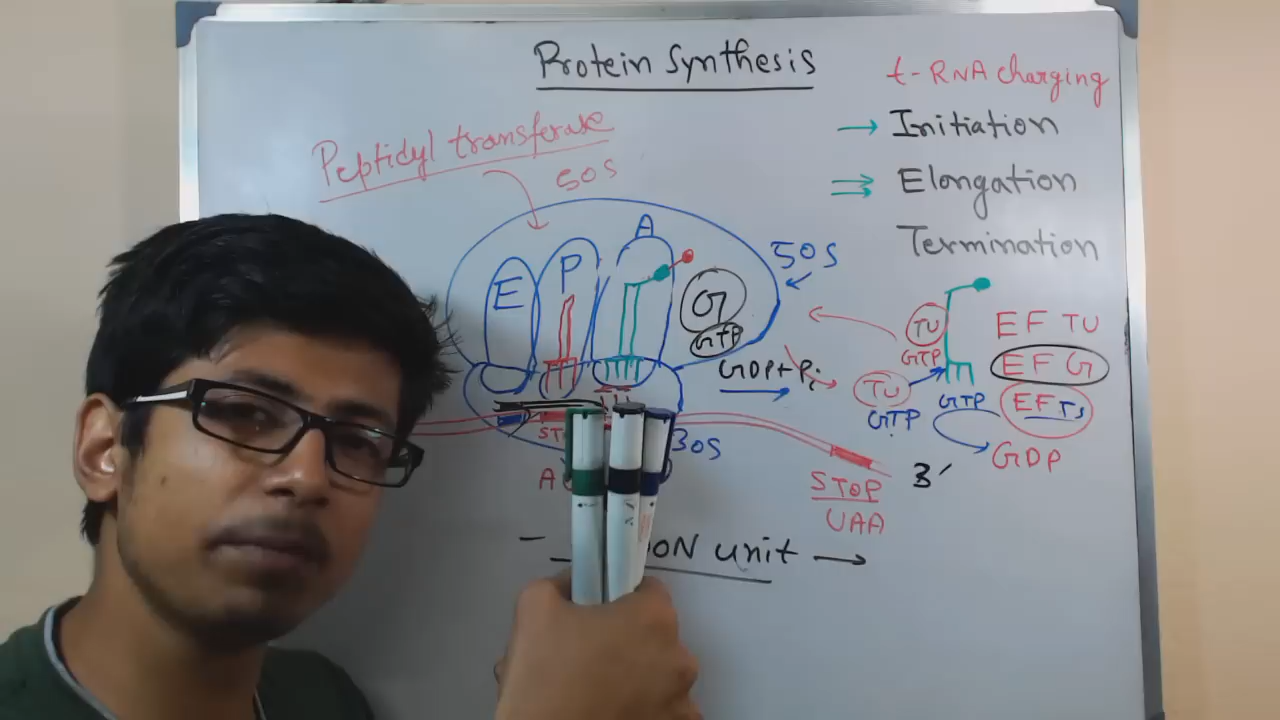 Protein Synthesis
t-RNA charging
→ Initiation
Elongation
Termination
Peptidyl transferase
50S
A
P
E
G
GTP
50S
GDP+Pi
TU
GTP
TU
GTP
GTP
EF TU
EF G
EF Ts
GDP
30S
ST
A
STOP
UAA
3′
unit →